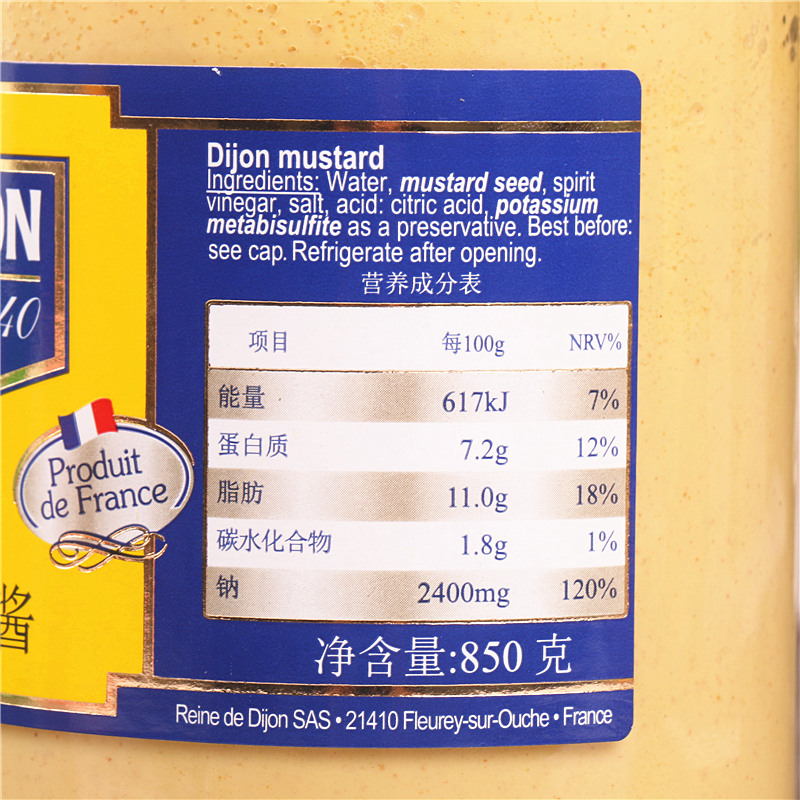 ON
40
Produit
de France
酱
Dijon mustard
Ingredients: Water, mustard seed, spirit
vinegar, salt, acid: citric acid, potassium
metabisulfite as a preservative. Best before:
see cap. Refrigerate after opening.
营养成分表
项目 每100g NRV%
能量 617kJ 7%
蛋白质 7.2g 12%
脂肪 11.0g 18%
碳水化合物 1.8g 1%
钠 2400mg 120%
净含量:850 克
Reine de Dijon SAS • 21410 Fleurey-sur-Ouche • France